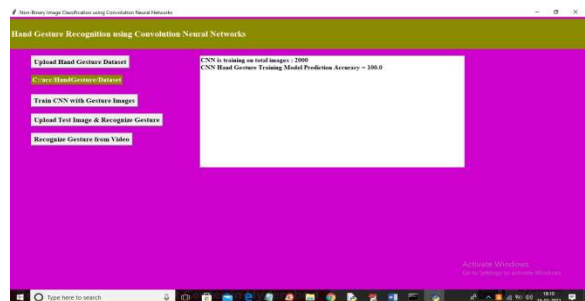 Non-Binary Image Classification using Convolution Neural Networks
Hand Gesture Recognition using Convolution Neural Networks
Upload Hand Gesture Dataset
CNN is training on total images : 2000
CNN Hand Gesture Training Model Prediction Accuracy = 100.0
Train CNN with Gesture Images
Upload Test Image & Recognize Gesture
Recognize Gesture from Video
Activate Windows
Go to Settings to activate Windows.
Type here to search